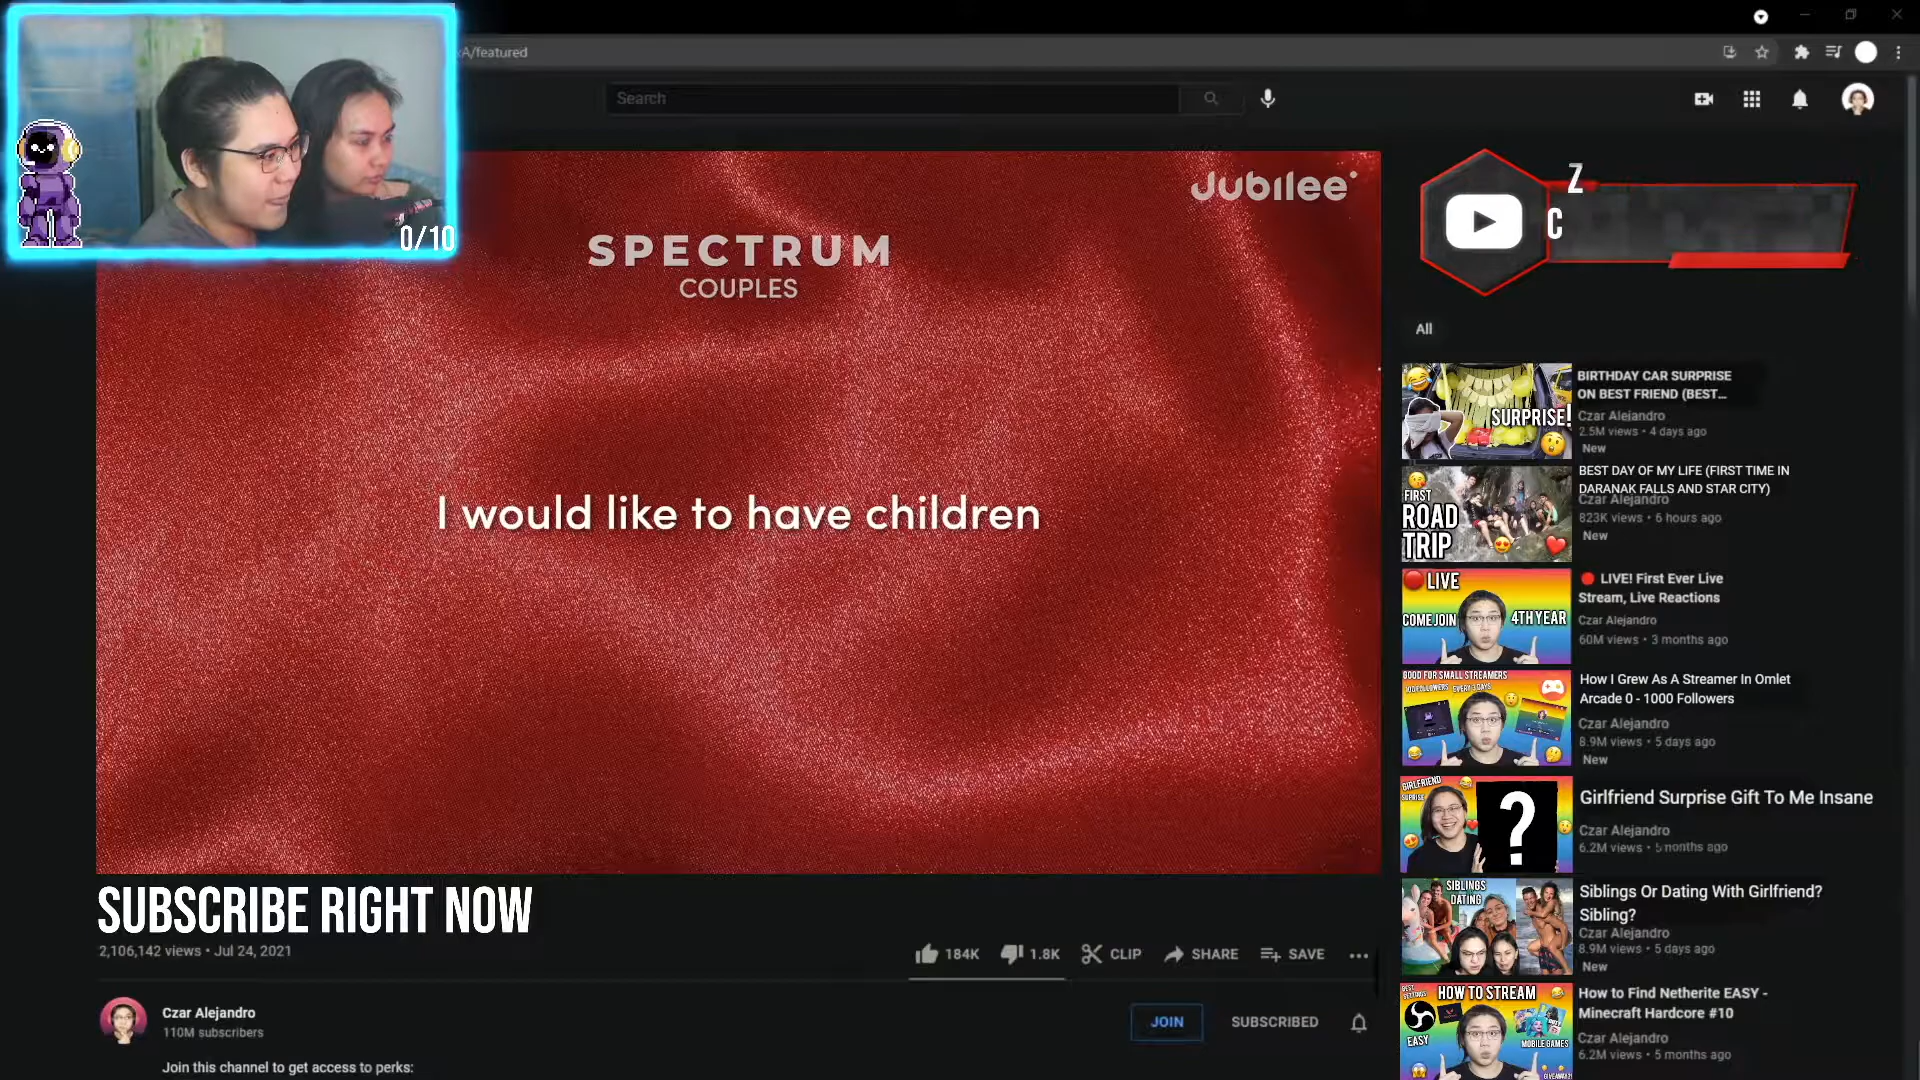 A/featured
Search
0/10
Jubilee
SPECTRUM
COUPLES
I would like to have children
Z
C
All
SURPRISE!
BIRTHDAY CAR SURPRISE
ON BEST FRIEND (BEST...
Czar Alejandro
2.5M views • 4 days ago
New
FIRST
ROAD
TRIP
BEST DAY OF MY LIFE (FIRST TIME IN
DARANAK FALLS AND STAR CITY)
Czar Alejandro
823K views • 6 hours ago
New
LIVE
COME JOIN
4TH YEAR
LIVE! First Ever Live
Stream, Live Reactions
Czar Alejandro
60M views • 3 months ago
GOOD FOR SMALL STREAMERS
100 FOLLOWERS EVERY 3 DAYS
How I Grew As A Streamer In Omlet
Arcade 0 - 1000 Followers
Czar Alejandro
8.9M views • 5 days ago
New
GIRLFRIEND
?
Girlfriend Surprise Gift To Me Insane
Czar Alejandro
6.2M views • 5 months ago
SIBLINGS
DATING
Siblings Or Dating With Girlfriend?
Sibling?
Czar Alejandro
8.9M views • 5 days ago
New
BEST
SETTINGS
HOW TO STREAM
EASY
MOBILE GAMES
How to Find Netherite EASY -
Minecraft Hardcore #10
Czar Alejandro
6.2M views • 5 months ago
SUBSCRIBE RIGHT NOW
2,106,142 views • Jul 24, 2021
184K
1.8K
CLIP
SHARE
SAVE
Czar Alejandro
110M subscribers
JOIN
SUBSCRIBED
Join this channel to get access to perks: